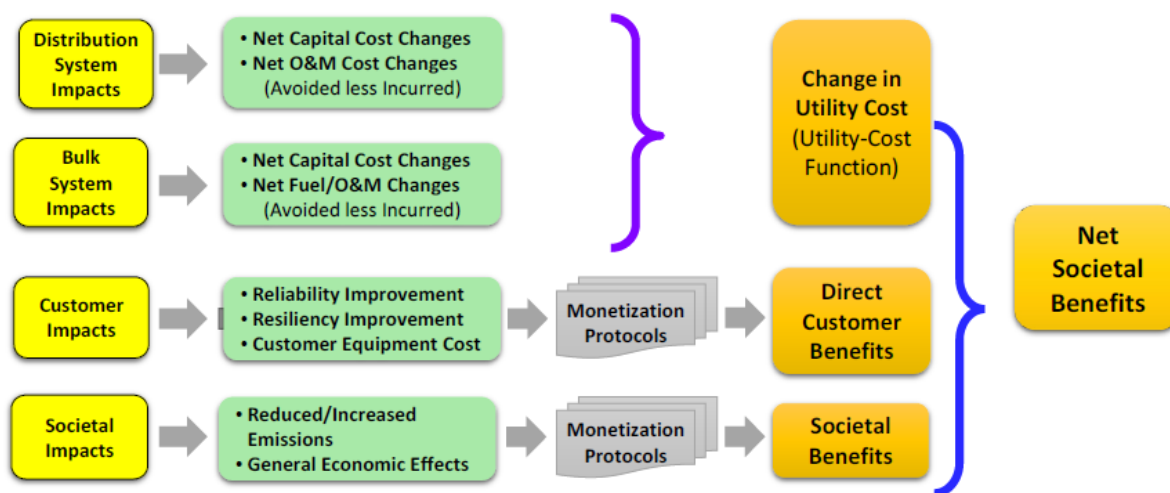 Distribution
System
Impacts
• Net Capital Cost Changes
• Net O&M Cost Changes
(Avoided less Incurred)
Change in
Utility Cost
(Utility-Cost
Function)
Bulk
System
Impacts
• Net Capital Cost Changes
• Net Fuel/O&M Changes
(Avoided less Incurred)
Net
Societal
Benefits
Customer
Impacts
• Reliability Improvement
• Resiliency Improvement
• Customer Equipment Cost
Monetization
Protocols
Direct
Customer
Benefits
Societal
Impacts
• Reduced/Increased
Emissions
• General Economic Effects
Monetization
Protocols
Societal
Benefits